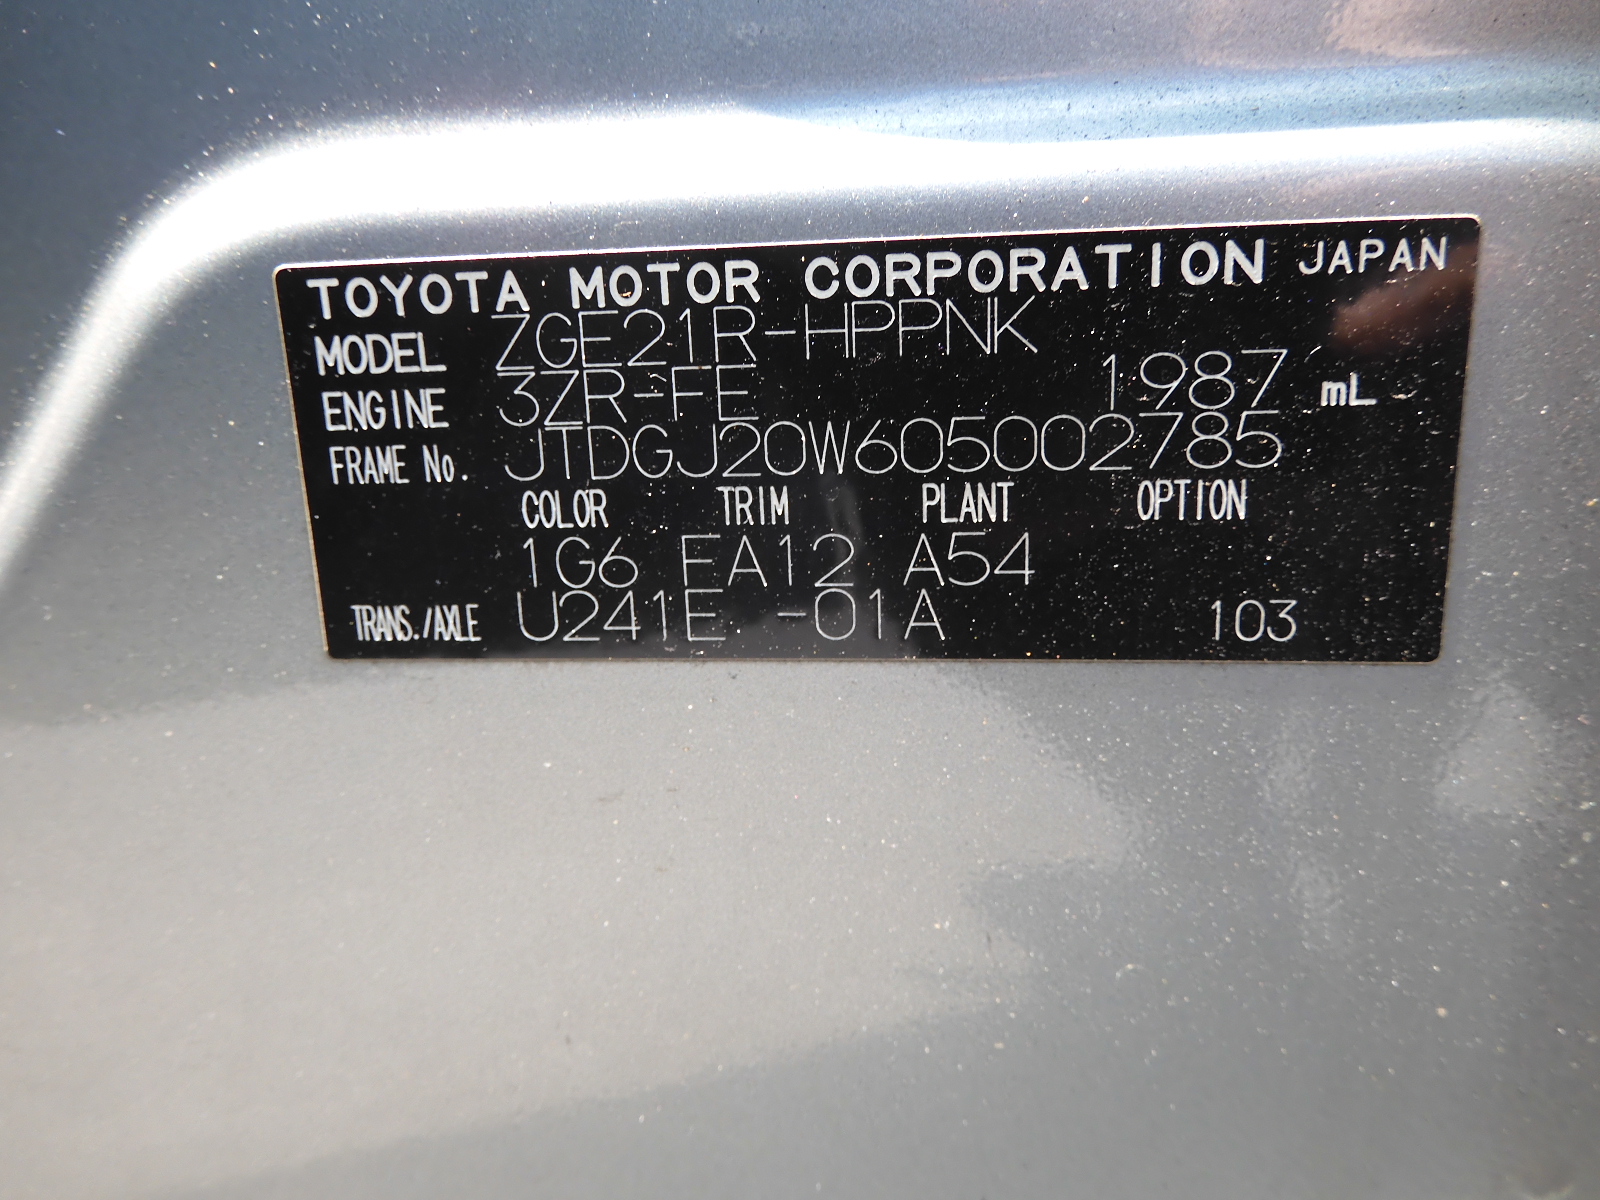 TOYOTA MOTOR CORPORATION JAPAN
MODEL ZGE21R-HPPNK
ENGINE 3ZR-FE 1987 mL
FRAME No. JTDGJ20W605002785
COLOR TRIM PLANT OPTION
1G6 FA12 A54
TRANS./AXLE U241E -01A 103